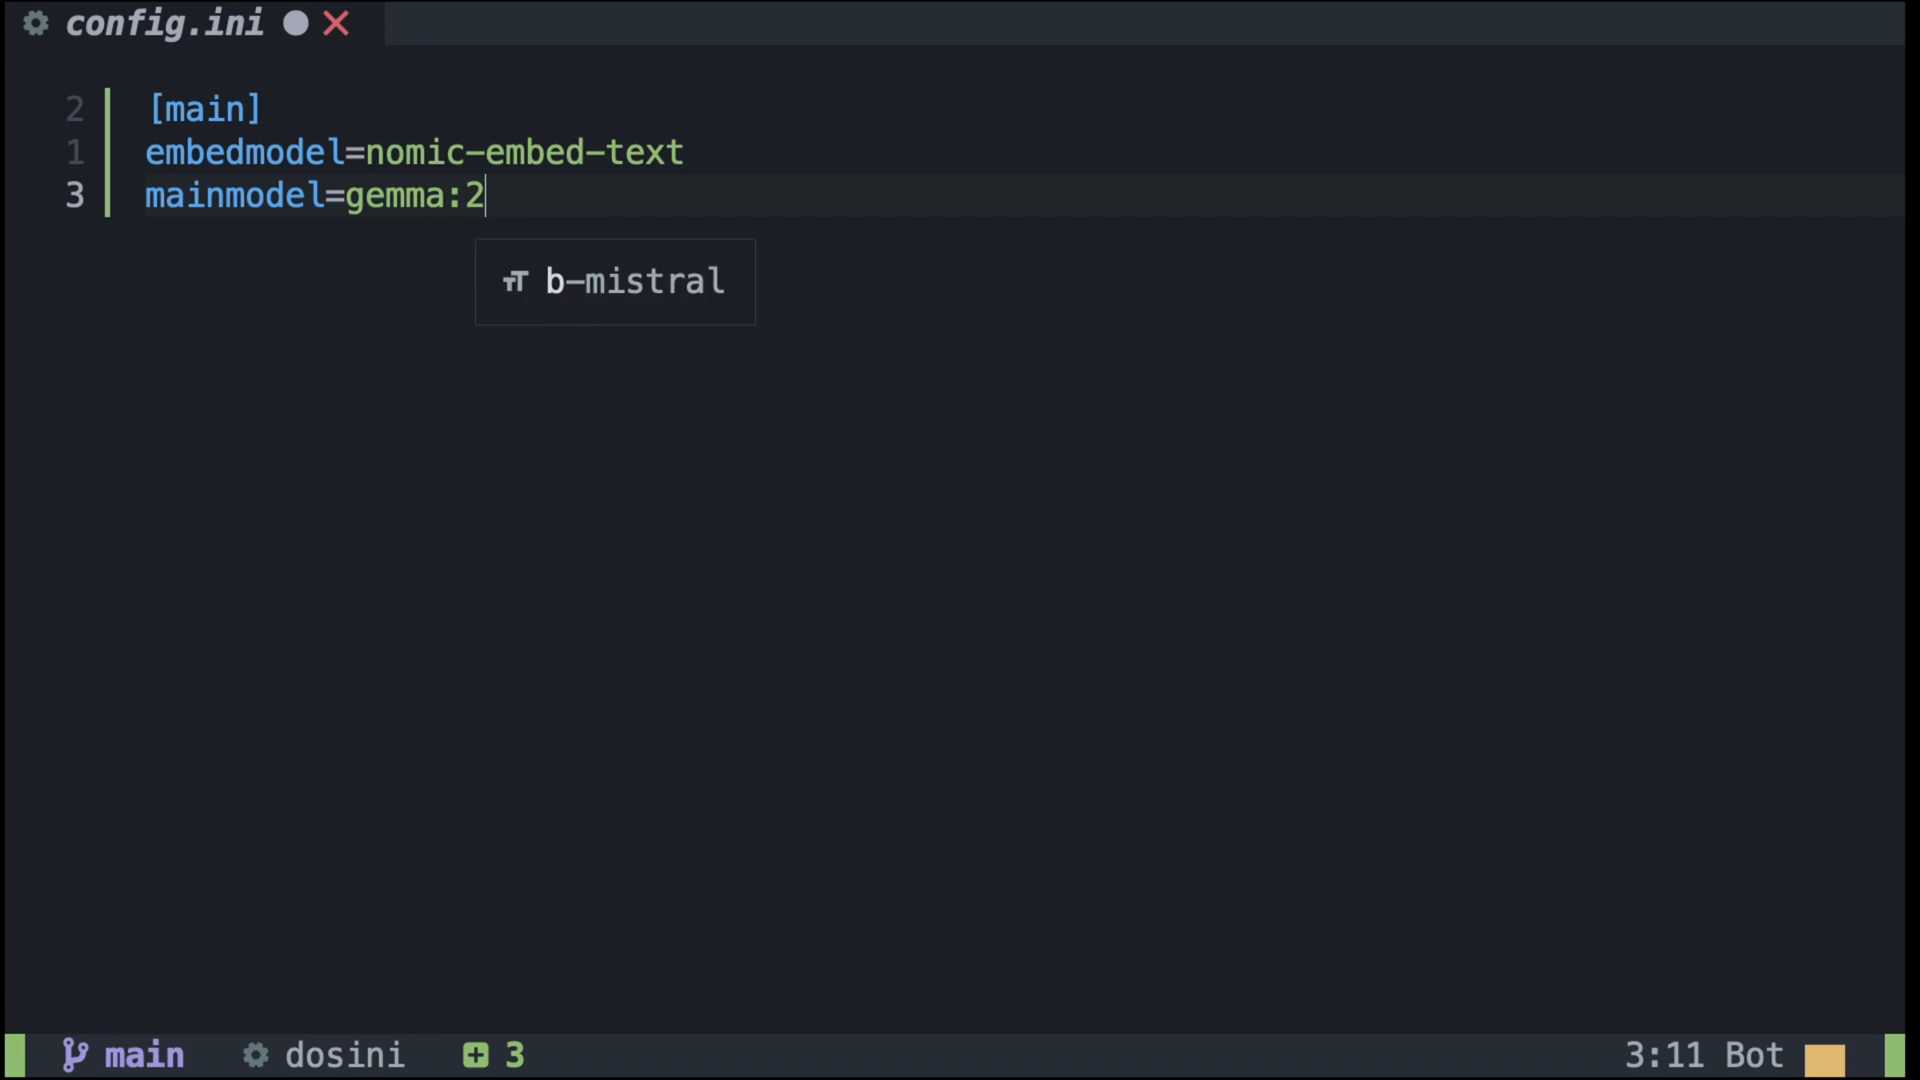 config.ini
2 [main]
1 embedmodel=nomic-embed-text
3 mainmodel=gemma:2
b-mistral
main dosini 3 3:11 Bot